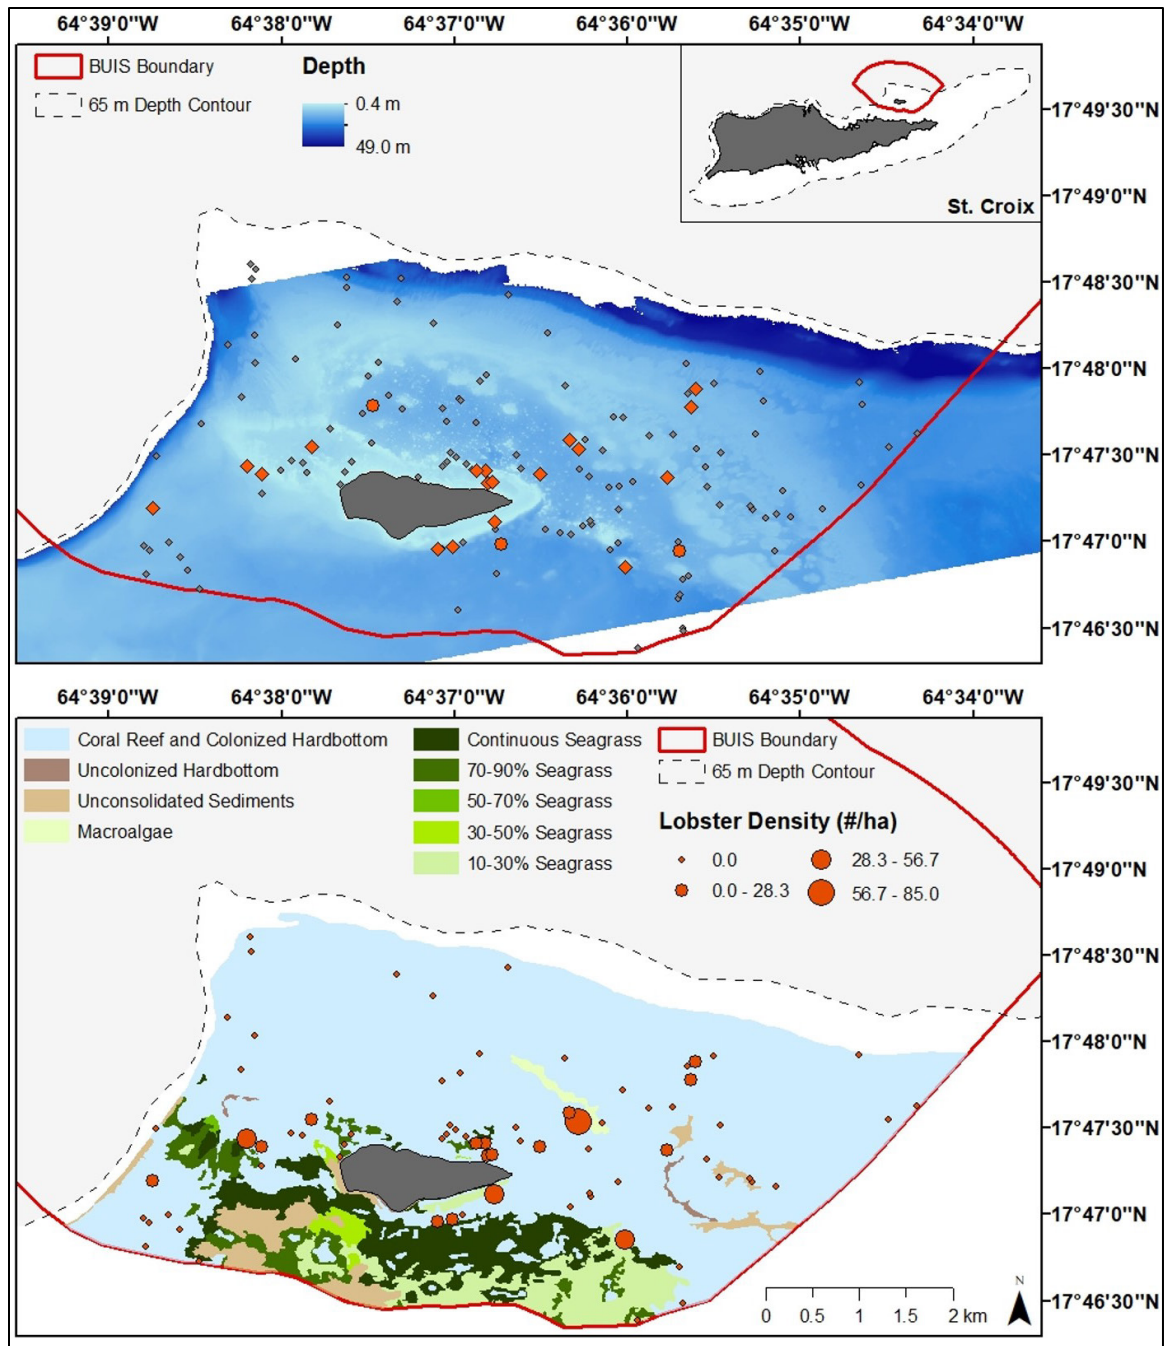 64°39'0"W 64°38'0"W 64°37'0"W 64°36'0"W 64°35'0"W 64°34'0"W
BUIS Boundary
65 m Depth Contour
Depth
0.4 m
49.0 m
St. Croix
17°49'30"N
17°49'0"N
17°48'30"N
17°48'0"N
17°47'30"N
17°47'0"N
17°46'30"N
64°39'0"W 64°38'0"W 64°37'0"W 64°36'0"W 64°35'0"W 64°34'0"W
Coral Reef and Colonized Hardbottom
Uncolonized Hardbottom
Unconsolidated Sediments
Macroalgae
Continuous Seagrass
70-90% Seagrass
50-70% Seagrass
30-50% Seagrass
10-30% Seagrass
BUIS Boundary
65 m Depth Contour
Lobster Density (#/ha)
0.0
0.0 - 28.3
28.3 - 56.7
56.7 - 85.0
17°49'30"N
17°49'0"N
17°48'30"N
17°48'0"N
17°47'30"N
17°47'0"N
17°46'30"N
N
0 0.5 1 1.5 2 km